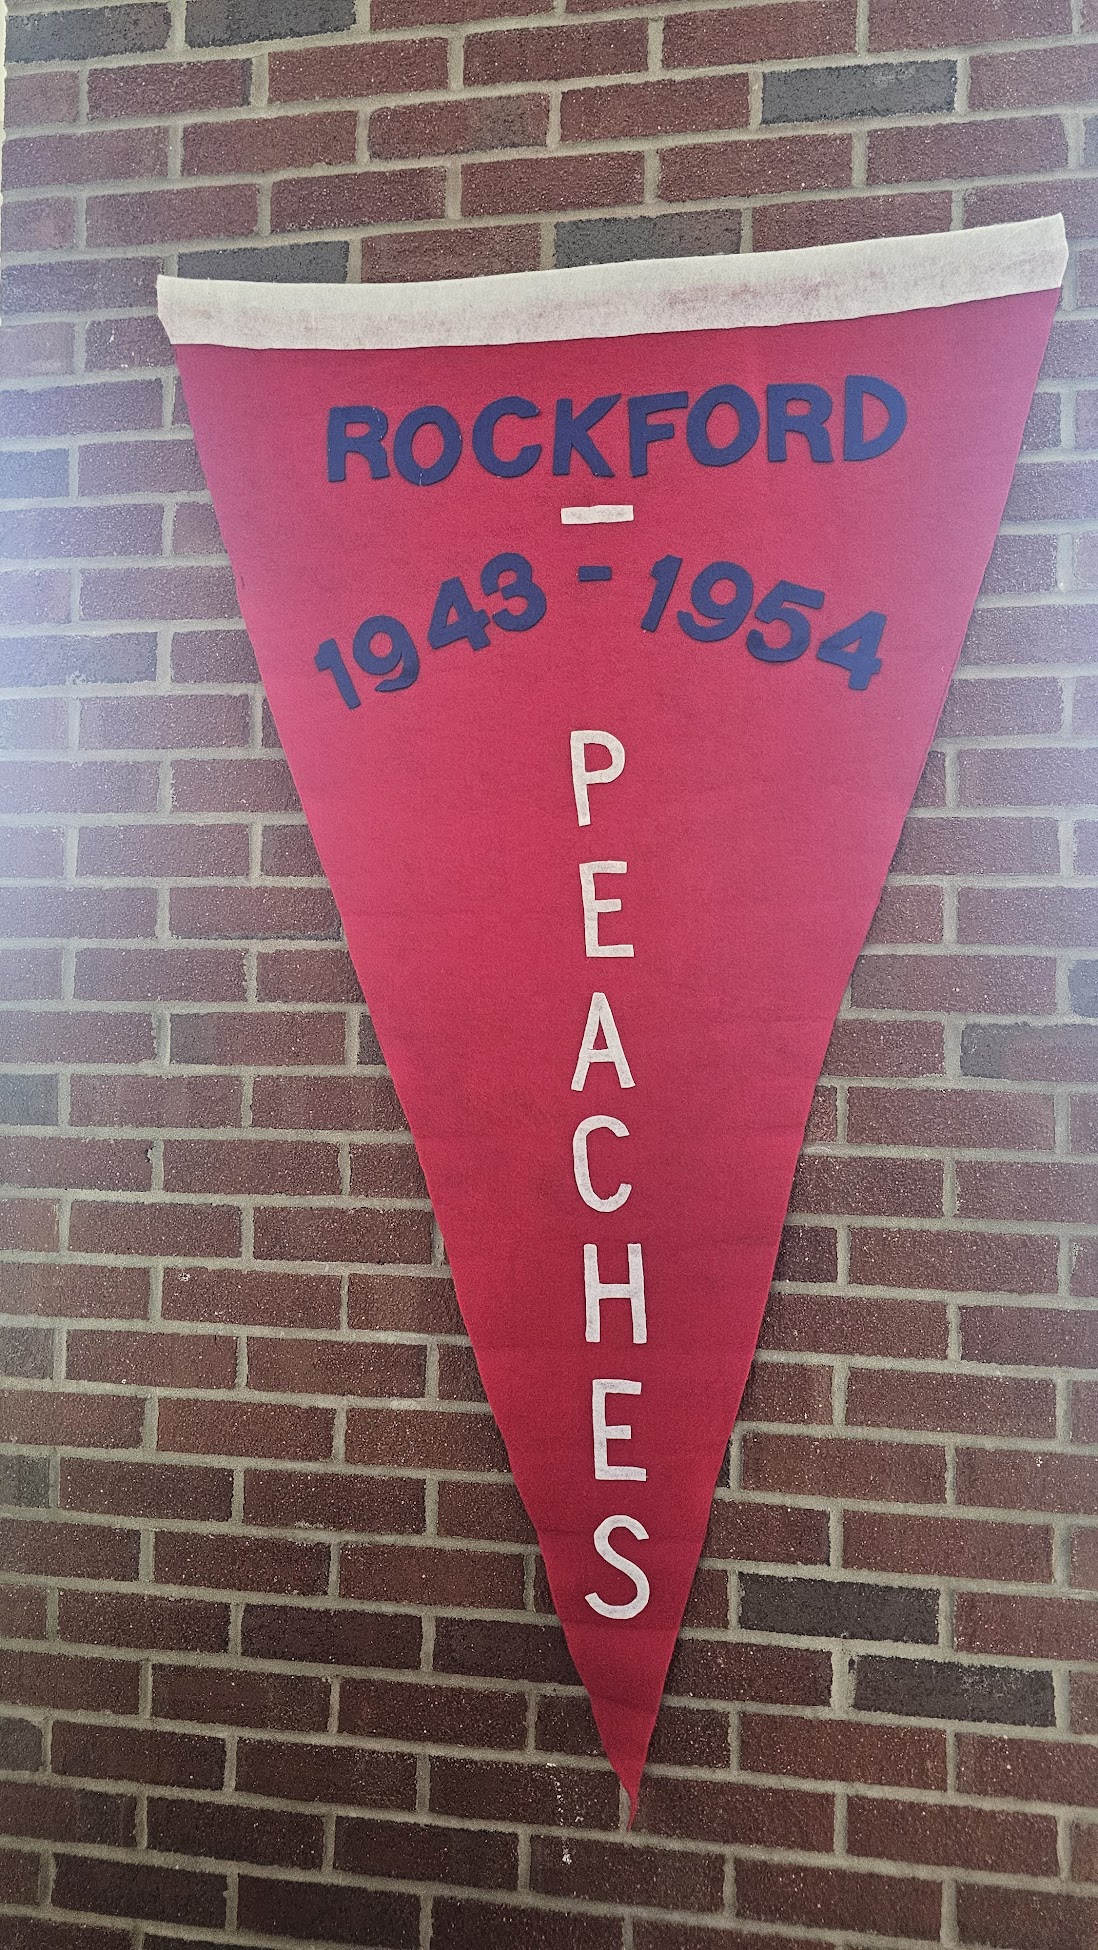 ROCKFORD
1943 - 1954
PEACHES